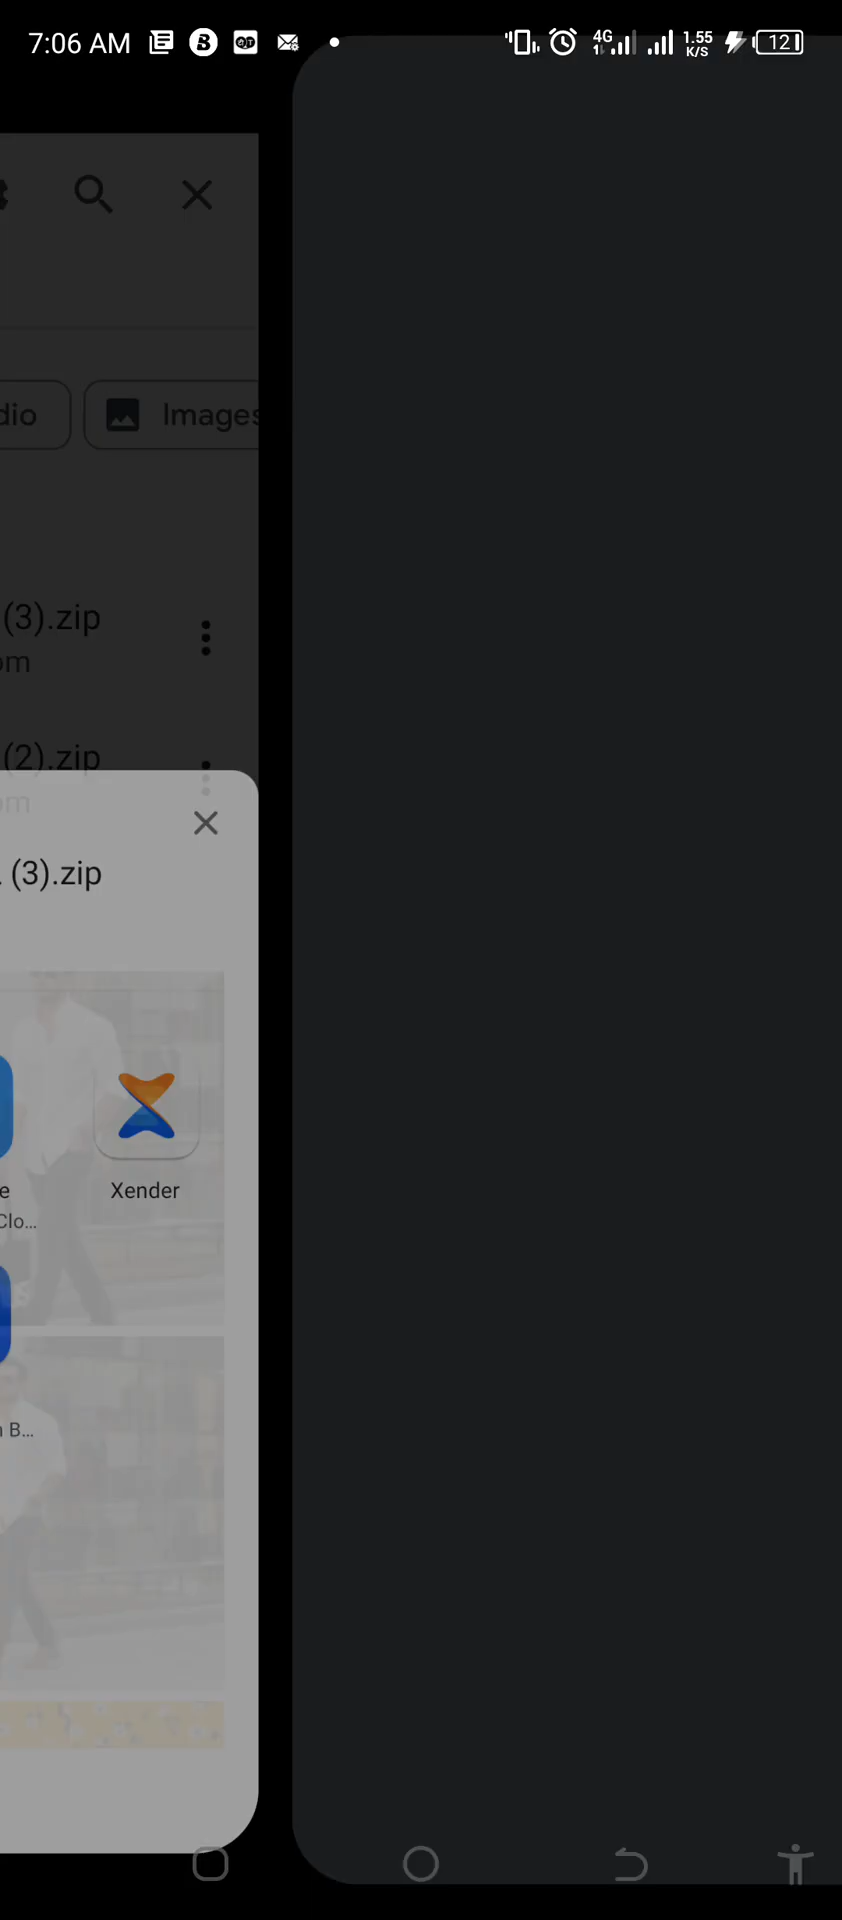 7:06 AM
4G
1.55
K/S
12
dio
Images
(3).zip
om
(2).zip
om
. (3).zip
e
Xender
Clo...
n B...